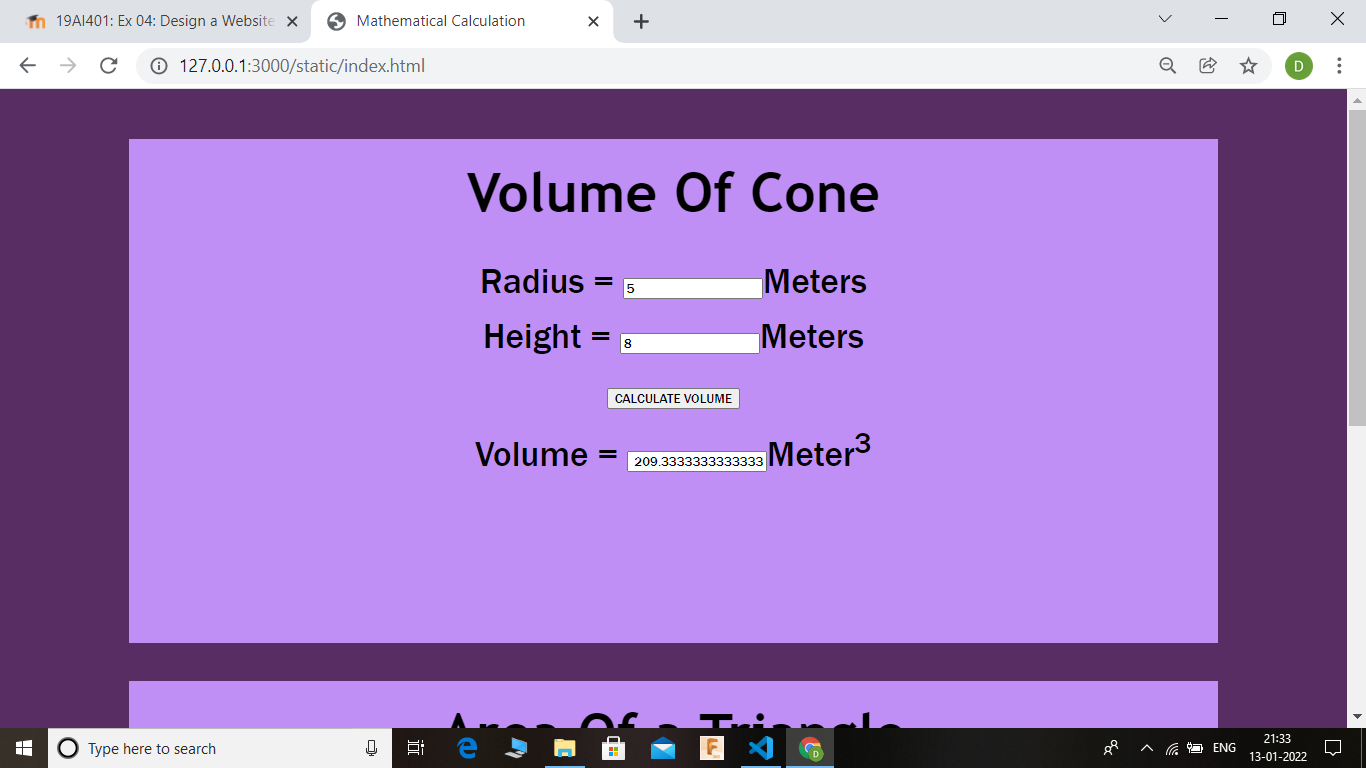 19AI401: Ex 04: Design a Website
Mathematical Calculation
127.0.0.1:3000/static/index.html
D
Volume Of Cone
Radius = 5 Meters
Height = 8 Meters
CALCULATE VOLUME
Volume = 209.3333333333333 Meter³
Area Of a Triangle
Type here to search
ENG
21:33
13-01-2022